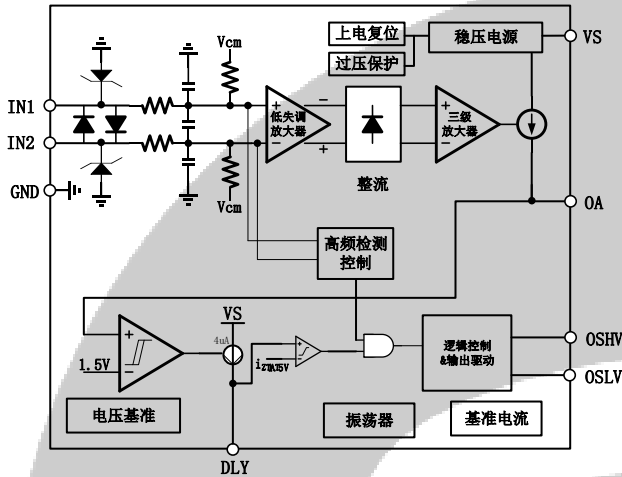 上电复位
稳压电源
VS
Vcm
过压保护
IN1
低失调
放大器
三级
放大器
IN2
整流
GND
Vcm
OA
高频检测
控制
VS
4uA
OSHV
1.5V
逻辑控制
&输出驱动
OSLV
电压基准
振荡器
基准电流
DLY